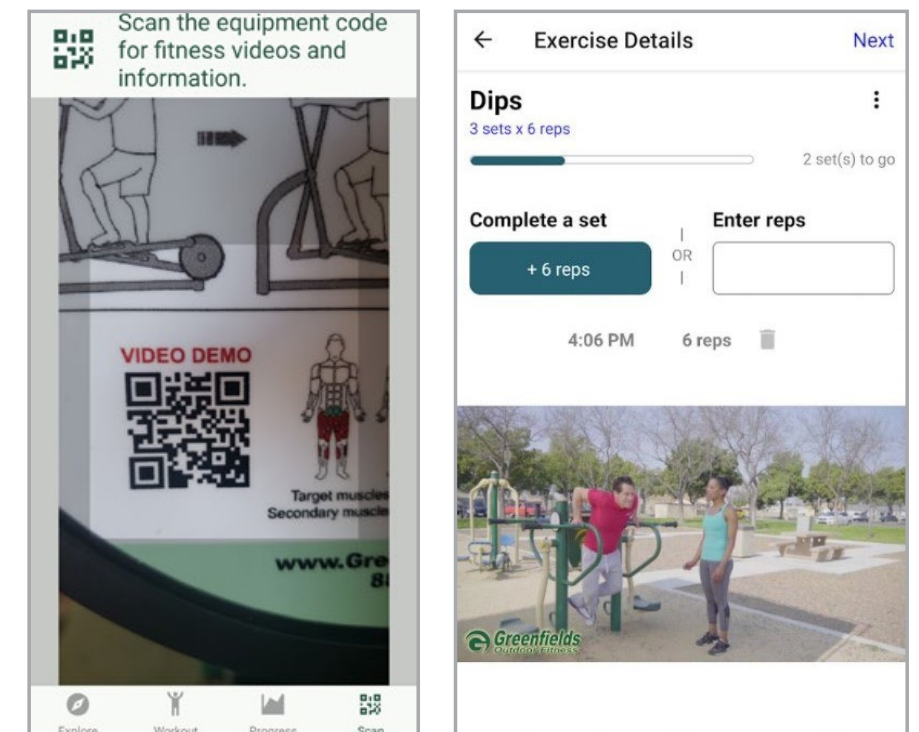 Scan the equipment code
for fitness videos and
information.
VIDEO DEMO
Target muscles
Secondary muscle
www.Gre
Explore
Workout
Progress
Scan
Exercise Details
Next
Dips
3 sets x 6 reps
2 set(s) to go
Complete a set
+ 6 reps
OR
Enter reps
4:06 PM 6 reps
Greenfields
Outdoor Fitness